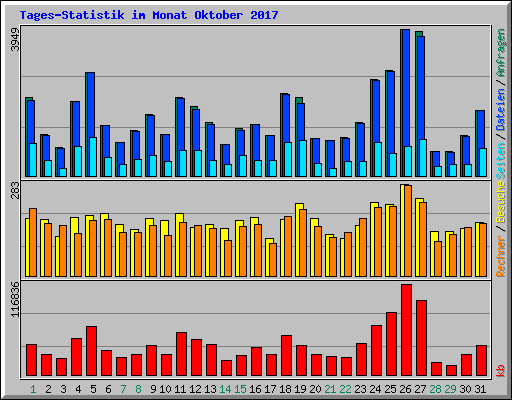 Tages-Statistik im Monat Oktober 2017
3949
283
116836
Rechner / Besuche Seiten / Dateien / Anfragen
kb
1 2 3 4 5 6 7 8 9 10 11 12 13 14 15 16 17 18 19 20 21 22 23 24 25 26 27 28 29 30 31